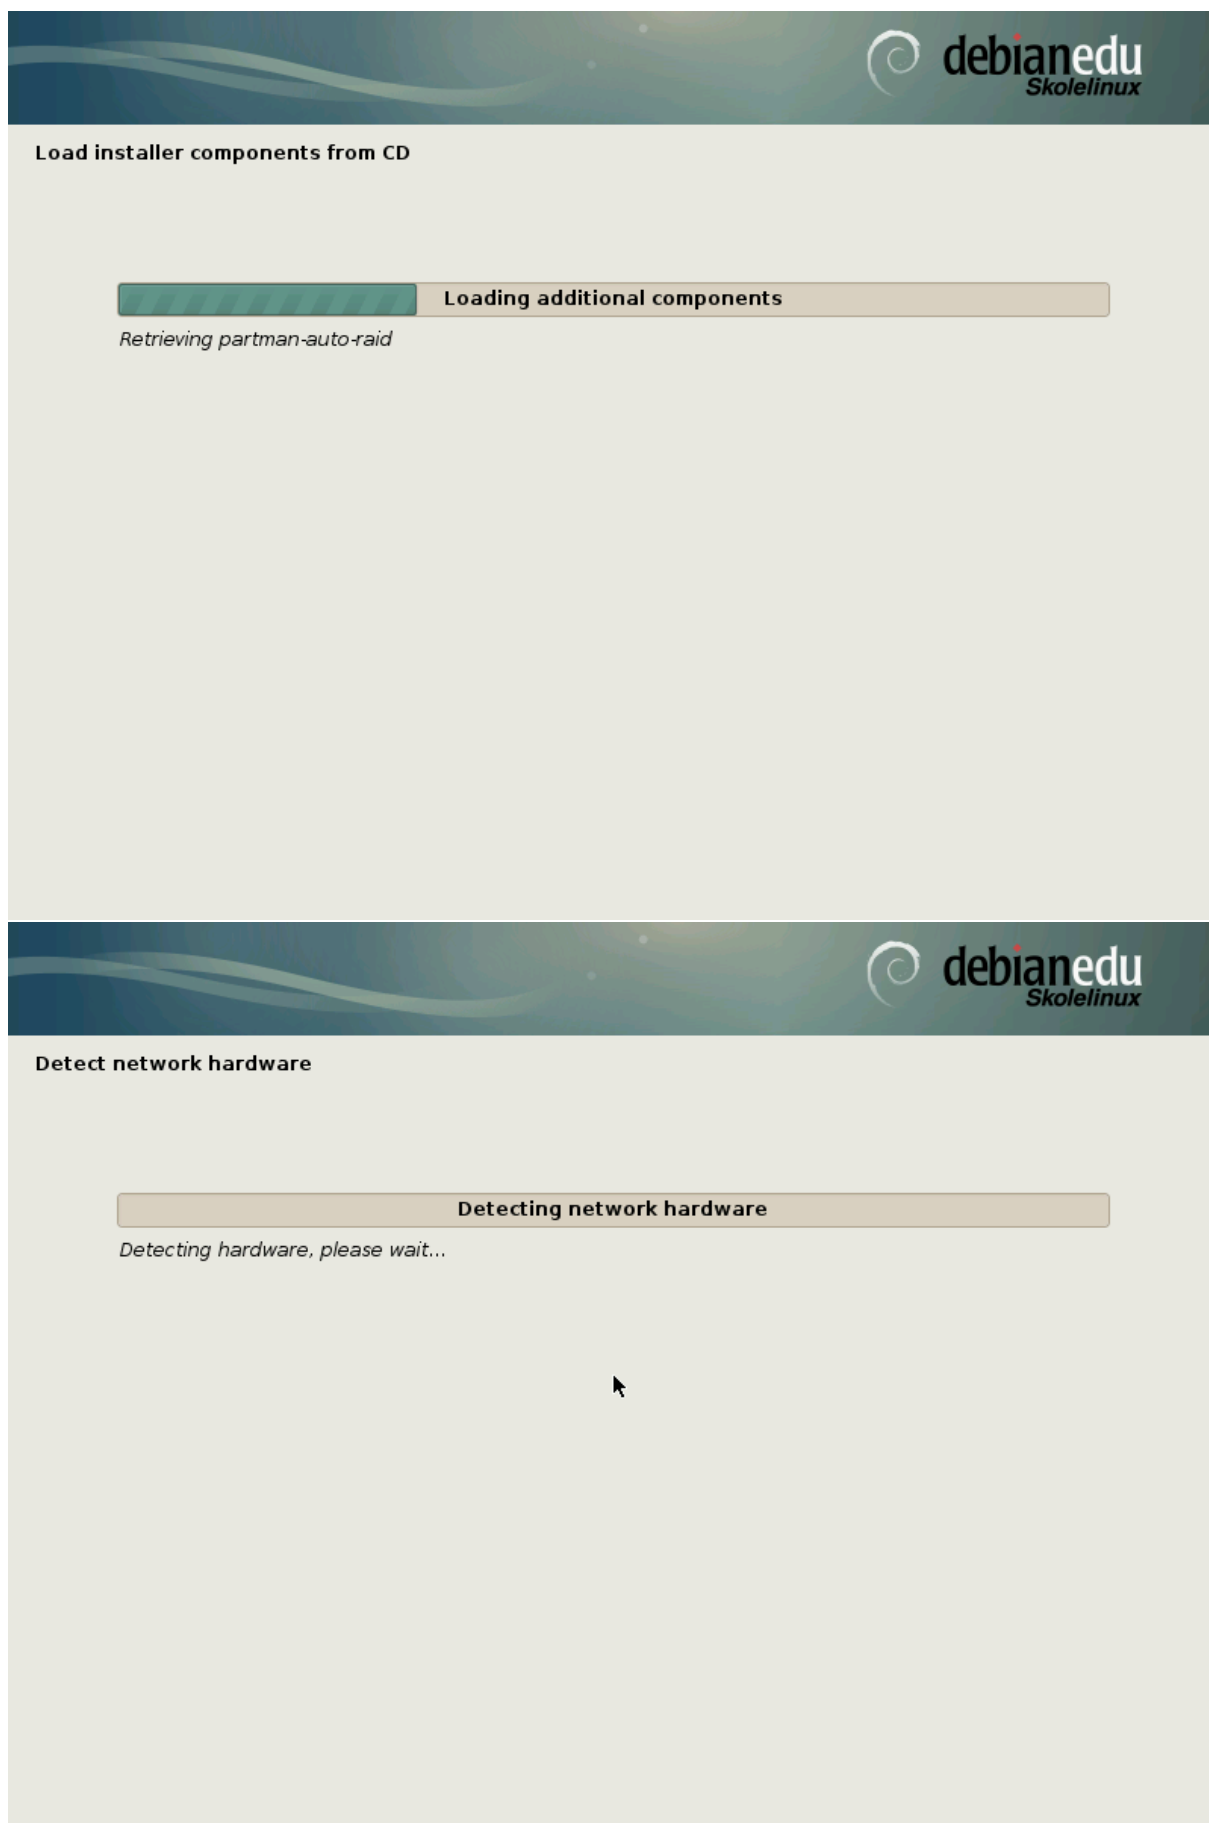 debianedu
Skolelinux
Load installer components from CD
Loading additional components
Retrieving partman-auto-raid
debianedu
Skolelinux
Detect network hardware
Detecting network hardware
Detecting hardware, please wait...